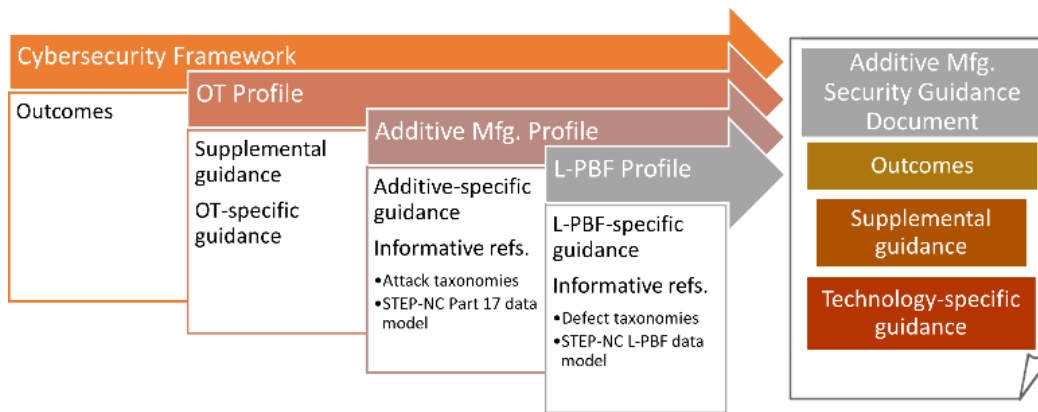 Cybersecurity Framework
Outcomes
OT Profile
Supplemental
guidance
OT-specific
guidance
Additive Mfg. Profile
Additive-specific
guidance
Informative refs.
•Attack taxonomies
•STEP-NC Part 17 data
model
L-PBF Profile
L-PBF-specific
guidance
Informative refs.
•Defect taxonomies
•STEP-NC L-PBF data
model
Additive Mfg.
Security Guidance
Document
Outcomes
Supplemental
guidance
Technology-specific
guidance